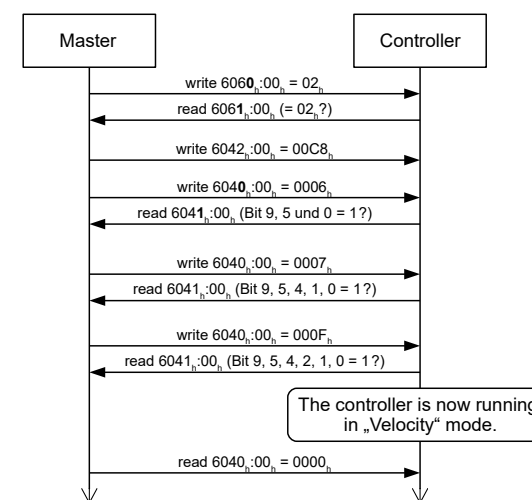 Master
Controller
write 6060h:00h = 02h
read 6061h:00h (= 02h?)
write 6042h:00h = 00C8h
write 6040h:00h = 0006h
read 6041h:00h (Bit 9, 5 und 0 = 1?)
write 6040h:00h = 0007h
read 6041h:00h (Bit 9, 5, 4, 1, 0 = 1?)
write 6040h:00h = 000Fh
read 6041h:00h (Bit 9, 5, 4, 2, 1, 0 = 1?)
The controller is now running
in „Velocity“ mode.
read 6040h:00h = 0000h